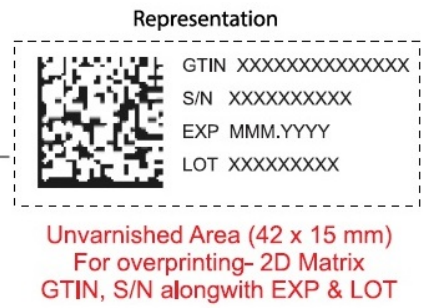 Representation
GTIN XXXXXXXXXXXXXX
S/N XXXXXXXXXX
EXP MMM.YYYY
LOT XXXXXXXXX
Unvarnished Area (42 x 15 mm)
For overprinting- 2D Matrix
GTIN, S/N alongwith EXP & LOT